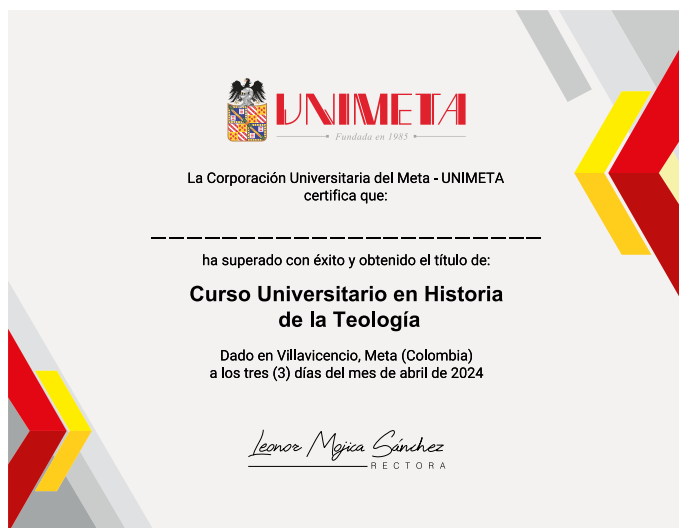 UNIMETA
Fundada en 1985
La Corporación Universitaria del Meta - UNIMETA
certifica que:
ha superado con éxito y obtenido el título de:
Curso Universitario en Historia
de la Teología
Dado en Villavicencio, Meta (Colombia)
a los tres (3) días del mes de abril de 2024
Leonor Mojica Sánchez
RECTORA